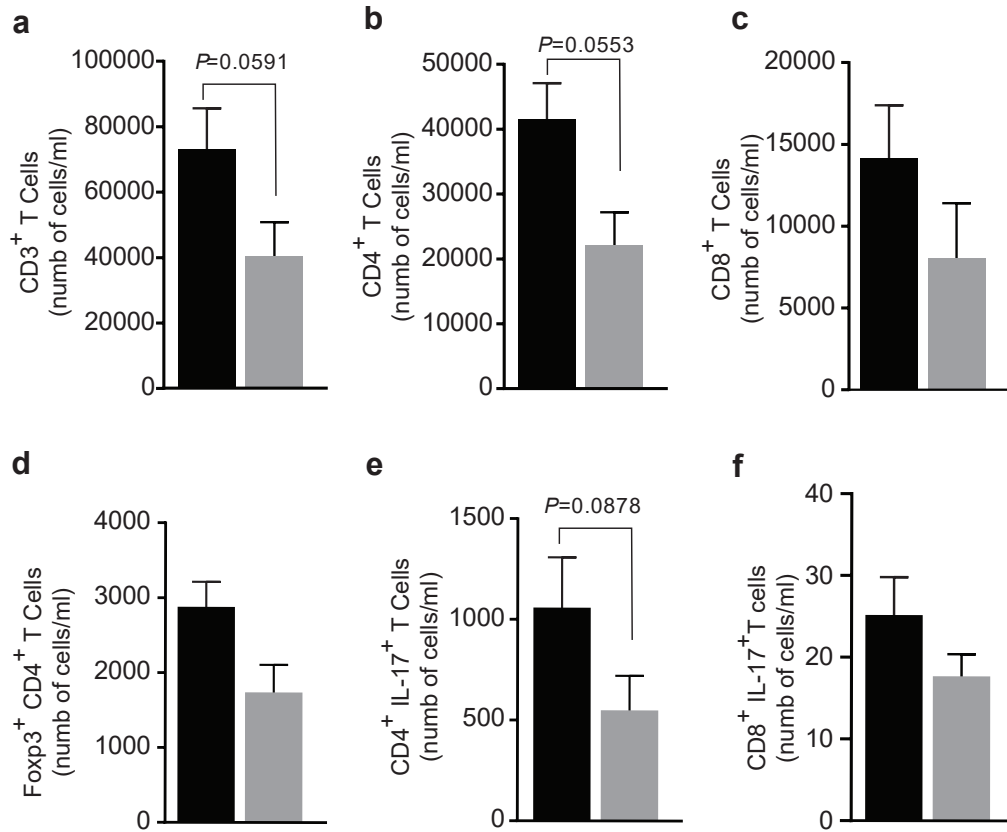 a
CD3+ T Cells
(numb of cells/ml)
100000
80000
60000
40000
20000
0
P=0.0591
b
CD4+ T Cells
(numb of cells/ml)
50000
40000
30000
20000
10000
0
P=0.0553
c
CD8+ T Cells
(numb of cells/ml)
20000
15000
10000
5000
0
d
Foxp3+ CD4+ T Cells
(numb of cells/ml)
4000
3000
2000
1000
0
e
CD4+ IL-17+ T Cells
(numb of cells/ml)
1500
1000
500
0
P=0.0878
f
CD8+ IL-17+T cells
(numb of cells/ml)
40
30
20
10
0